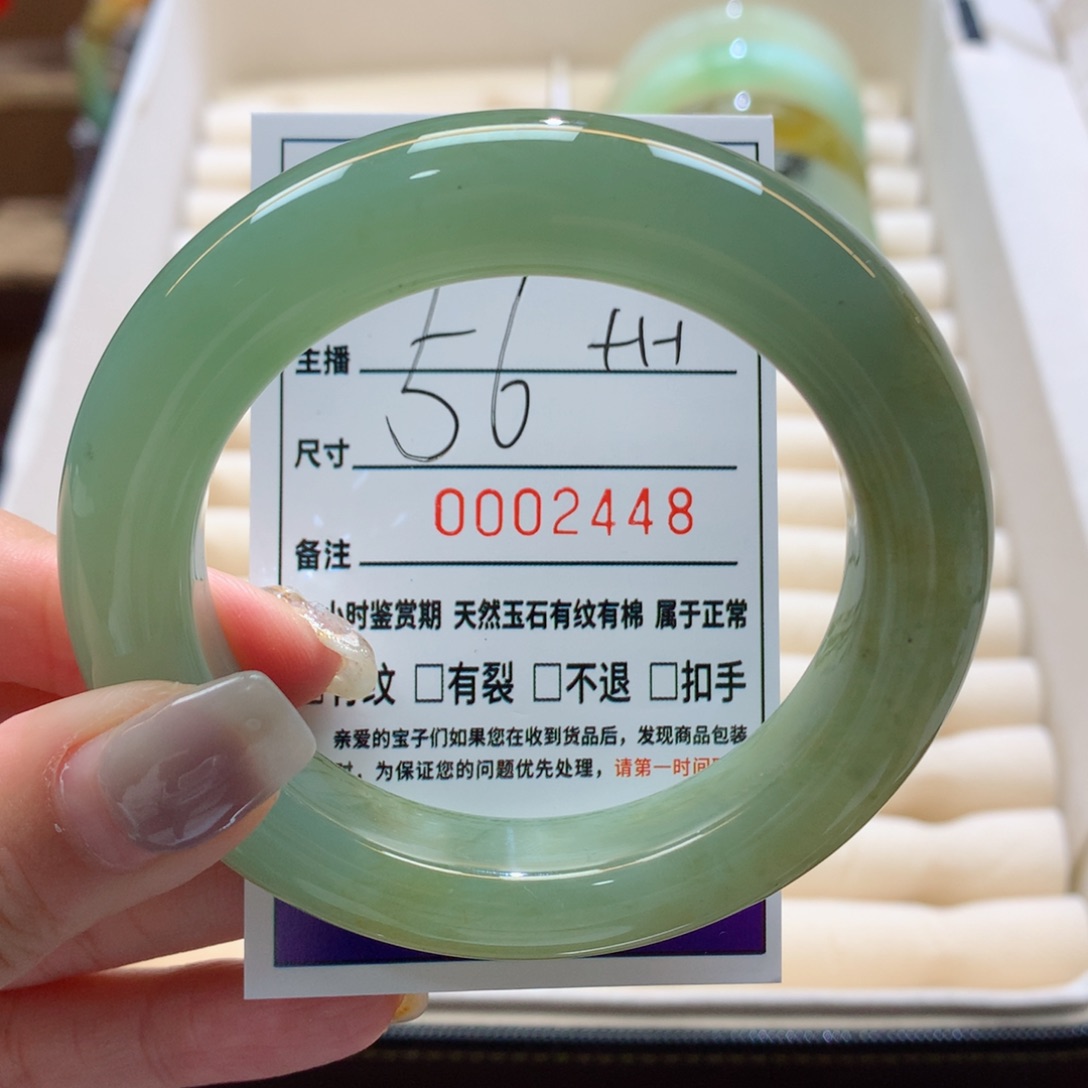 主播
尺寸 56
0002448
备注
小时鉴赏期 天然玉石有纹有棉 属于正常
□有纹 □有裂 □不退 □扣手
亲爱的宝子们如果您在收到货品后，发现商品包装
时，为保证您的问题优先处理，请第一时间